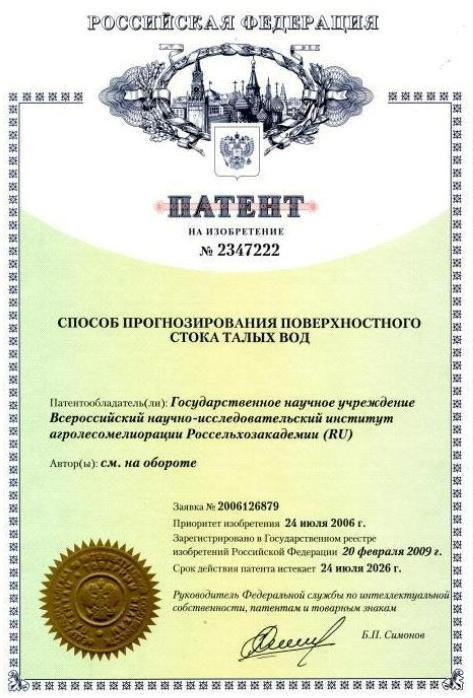 РОССИЙСКАЯ ФЕДЕРАЦИЯ
ПАТЕНТ
НА ИЗОБРЕТЕНИЕ
№ 2347222
СПОСОБ ПРОГНОЗИРОВАНИЯ ПОВЕРХНОСТНОГО
СТОКА ТАЛЫХ ВОД
Патентообладатель(ли): Государственное научное учреждение
Всероссийский научно-исследовательский институт
агролесомелиорации Россельхозакадемии (RU)
Автор(ы): см. на обороте
Заявка № 2006126879
Приоритет изобретения 24 июля 2006 г.
Зарегистрировано в Государственном реестре
изобретений Российской Федерации 20 февраля 2009 г.
Срок действия патента истекает 24 июля 2026 г.
Руководитель Федеральной службы по интеллектуальной
собственности, патентам и товарным знакам
Б.П. Симонов